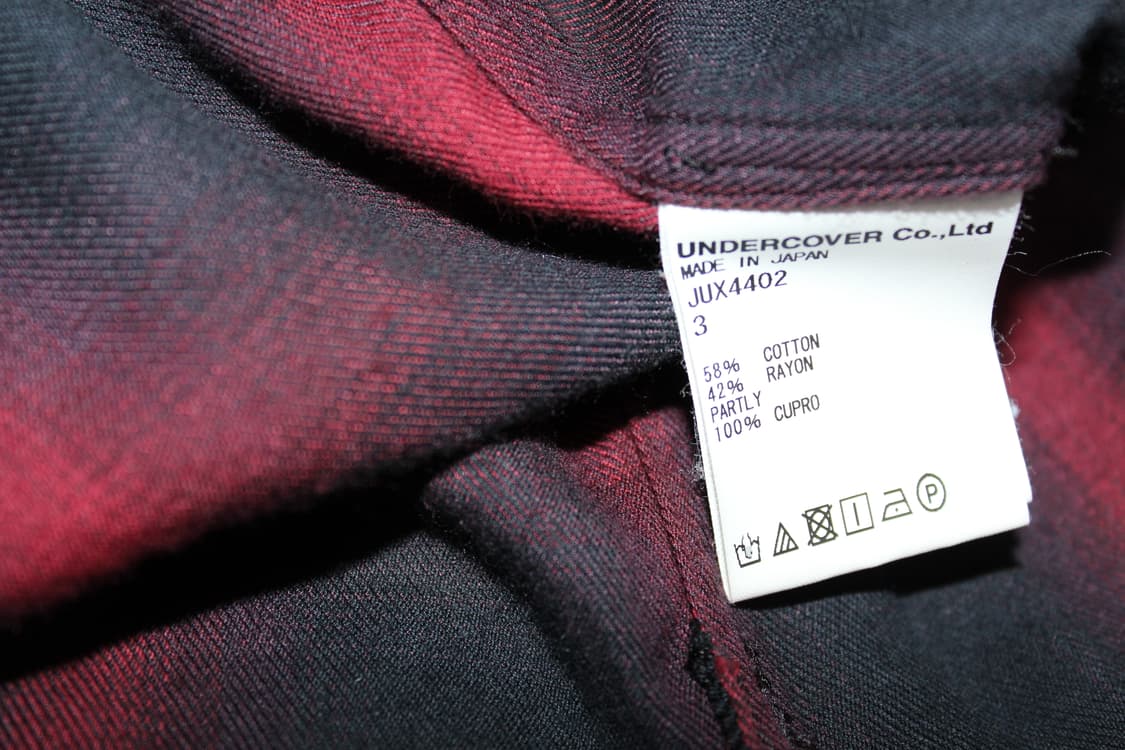 UNDERCOVER Co.,Ltd
MADE IN JAPAN
JUX4402
3
58% COTTON
42% RAYON
PARTLY
100% CUPRO
P